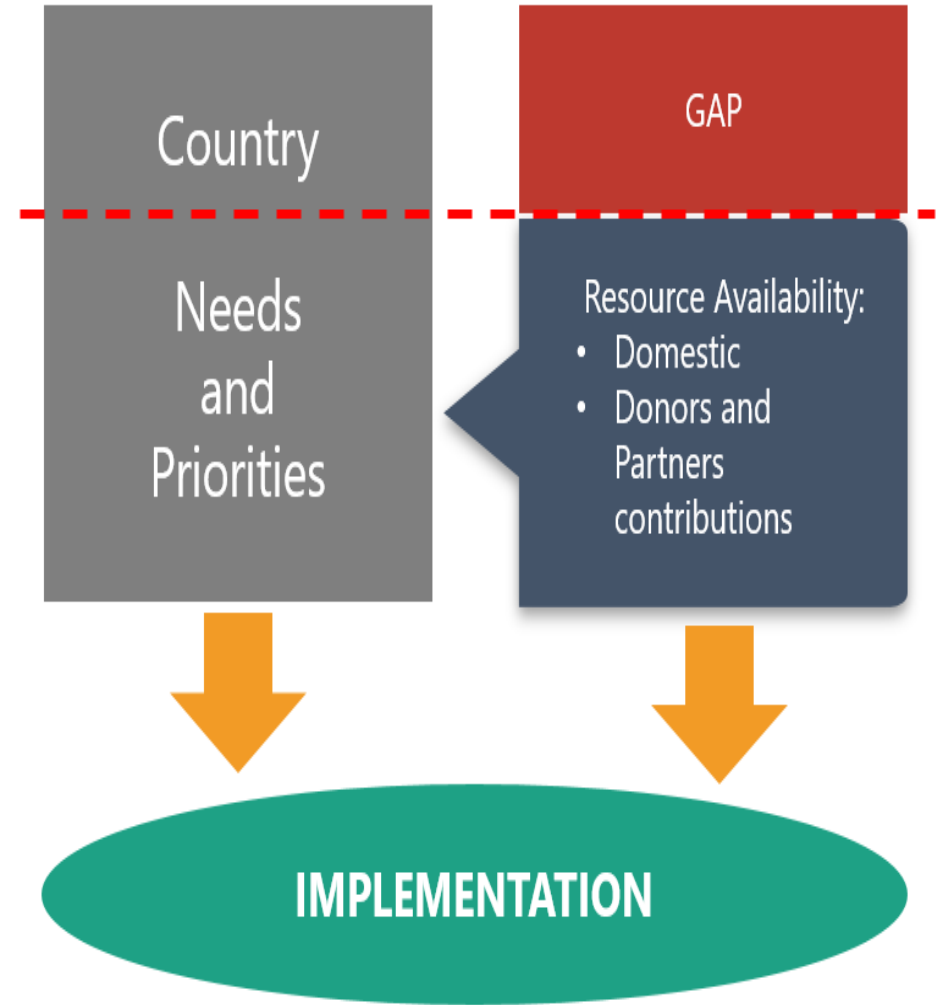 Country
Needs
and
Priorities
GAP
Resource Availability:
• Domestic
• Donors and
Partners
contributions
IMPLEMENTATION